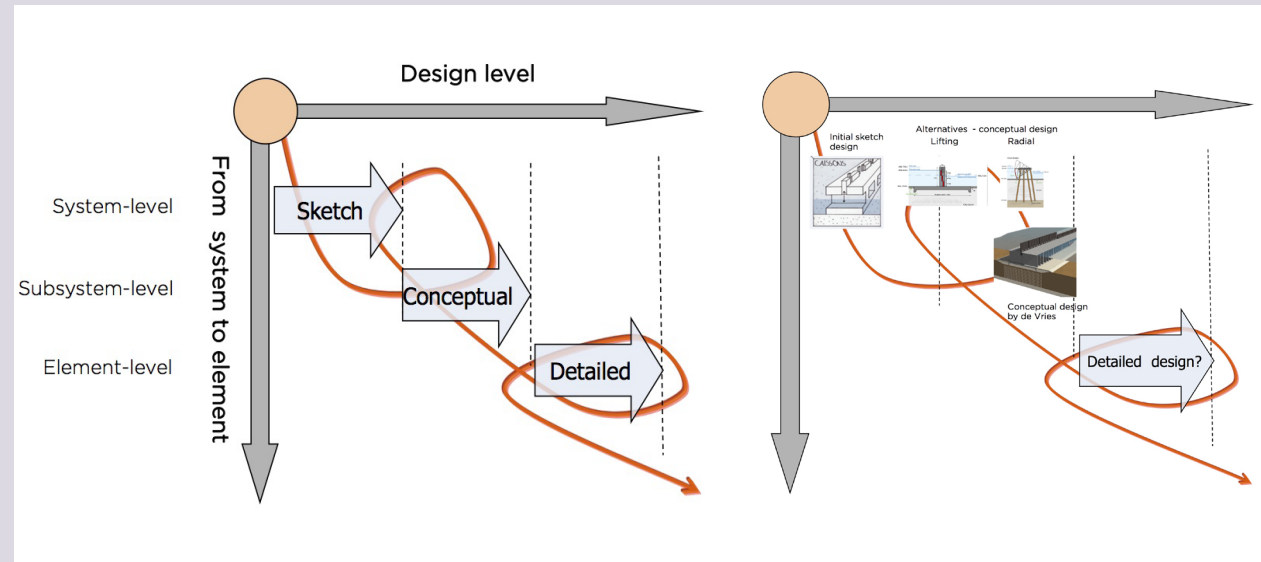 Design level
From system to element
System-level
Subsystem-level
Element-level
Sketch
Conceptual
Detailed
Initial sketch
design
Alternatives - conceptual design
Lifting
Radial
CAISSONS
Conceptual design
by de Vries
Detailed design?